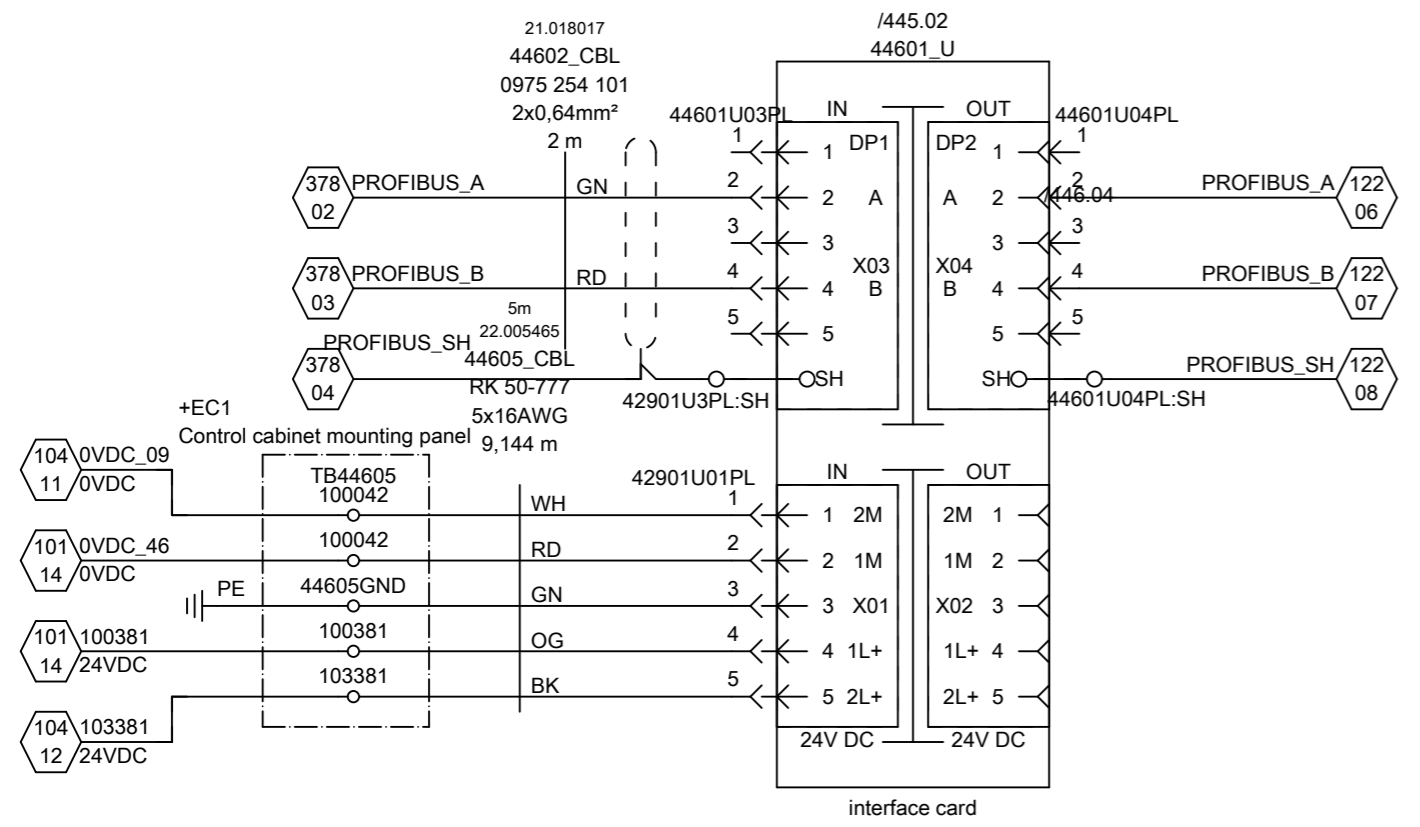 /445.02
44601_U
21.018017
44602_CBL
0975 254 101
2x0,64mm²
2 m
44601U03PL
IN
OUT
44601U04PL
1
1
DP1
DP2
1
1
378
02
PROFIBUS_A
GN
2
2
A
A
2
2
/446.04
PROFIBUS_A
122
06
3
3
3
3
378
03
PROFIBUS_B
RD
4
4
X03
B
X04
B
4
4
PROFIBUS_B
122
07
5
5
5
5
5m
22.005465
44605_CBL
RK 50-777
5x16AWG
9,144 m
378
04
PROFIBUS_SH
42901U3PL:SH
SH
SH
44601U04PL:SH
PROFIBUS_SH
122
08
+EC1
Control cabinet mounting panel
42901U01PL
IN
OUT
104
11
0VDC_09
0VDC
TB44605
100042
WH
1
1 2M
2M 1
101
14
0VDC_46
0VDC
100042
RD
2
2 1M
1M 2
PE
44605GND
GN
3
3 X01
X02 3
101
14
100381
24VDC
100381
OG
4
4 1L+
1L+ 4
104
12
103381
24VDC
103381
BK
5
5 2L+
2L+ 5
24V DC
24V DC
interface card